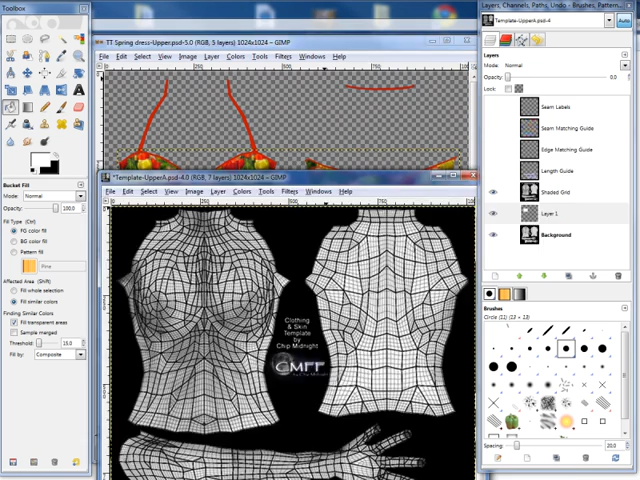 Toolbox
Layers, Channels, Paths, Undo - Brushes, Pattern...
Template-UpperA.psd-4
Auto
Layers
Mode: Normal
Opacity: 0.0
Lock:
Seam Labels
Seam Matching Guide
Edge Matching Guide
Length Guide
Shaded Grid
Layer 1
Background
Brushes
Circle (11) (13 × 13)
Spacing: 20.0
TT Spring dress-Upper.psd-5.0 (RGB, 5 layers) 1024x1024 – GIMP
File Edit Select View Image Layer Colors Tools Filters Windows Help
*Template-UpperA.psd-4.0 (RGB, 7 layers) 1024x1024 – GIMP
File Edit Select View Image Layer Colors Tools Filters Windows Help
Clothing
& Skin
Template
by
Chip Midnight
CMFF
Bucket Fill
Mode: Normal
Opacity: 100.0
Fill Type (Ctrl)
FG color fill
BG color fill
Pattern fill
Pine
Affected Area (Shift)
Fill whole selection
Fill similar colors
Finding Similar Colors
Fill transparent areas
Sample merged
Threshold: 15.0
Fill by: Composite